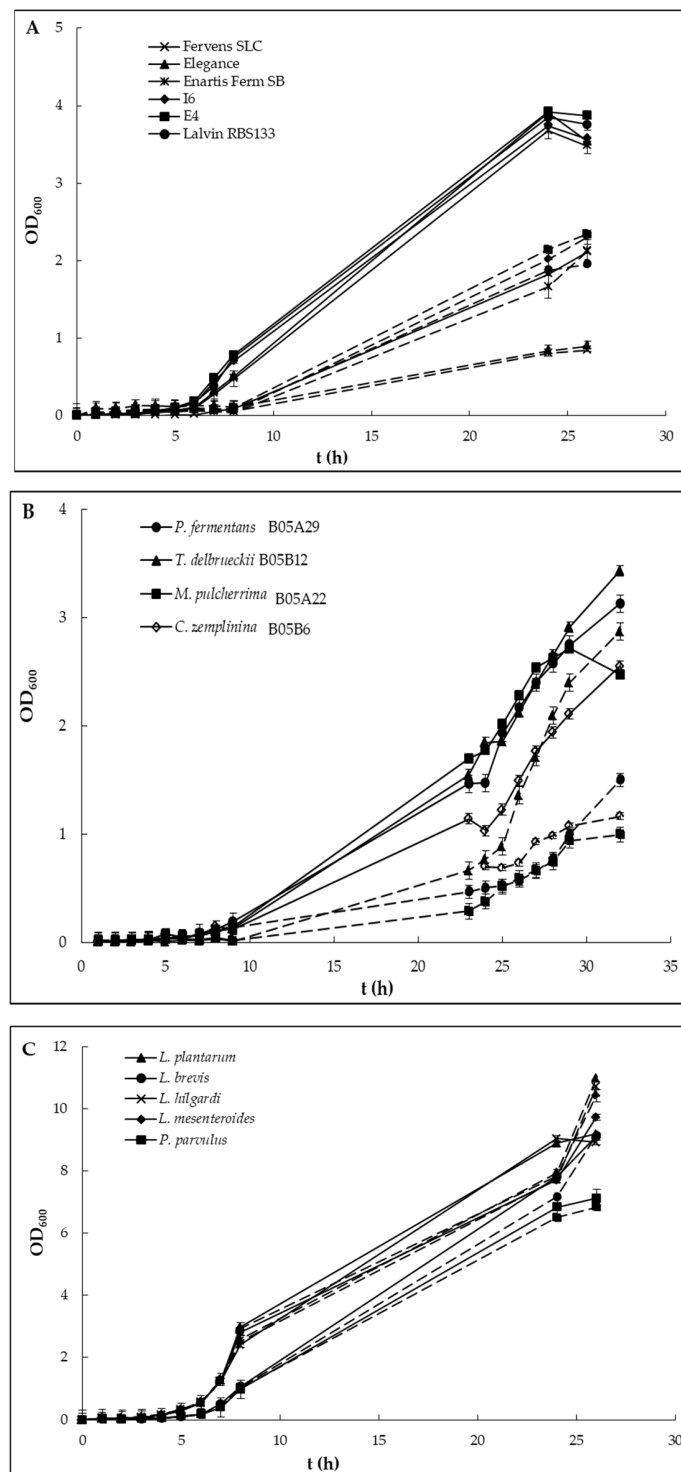 A
5
Fervens SLC
Elegance
Enartis Ferm SB
I6
E4
Lalvin RBS133
4
3
OD600
2
1
0
0 5 10 15 20 25 30
t (h)
B
4
P. fermentans B05A29
T. delbrueckii B05B12
M. pulcherrima B05A22
C. zemplinina B05B6
3
OD600
2
1
0
0 5 10 15 20 25 30 35
t (h)
C
12
L. plantarum
L. brevis
L. hilgardi
L. mesenteroides
P. parvulus
10
8
OD600
6
4
2
0
0 5 10 15 20 25 30
t (h)